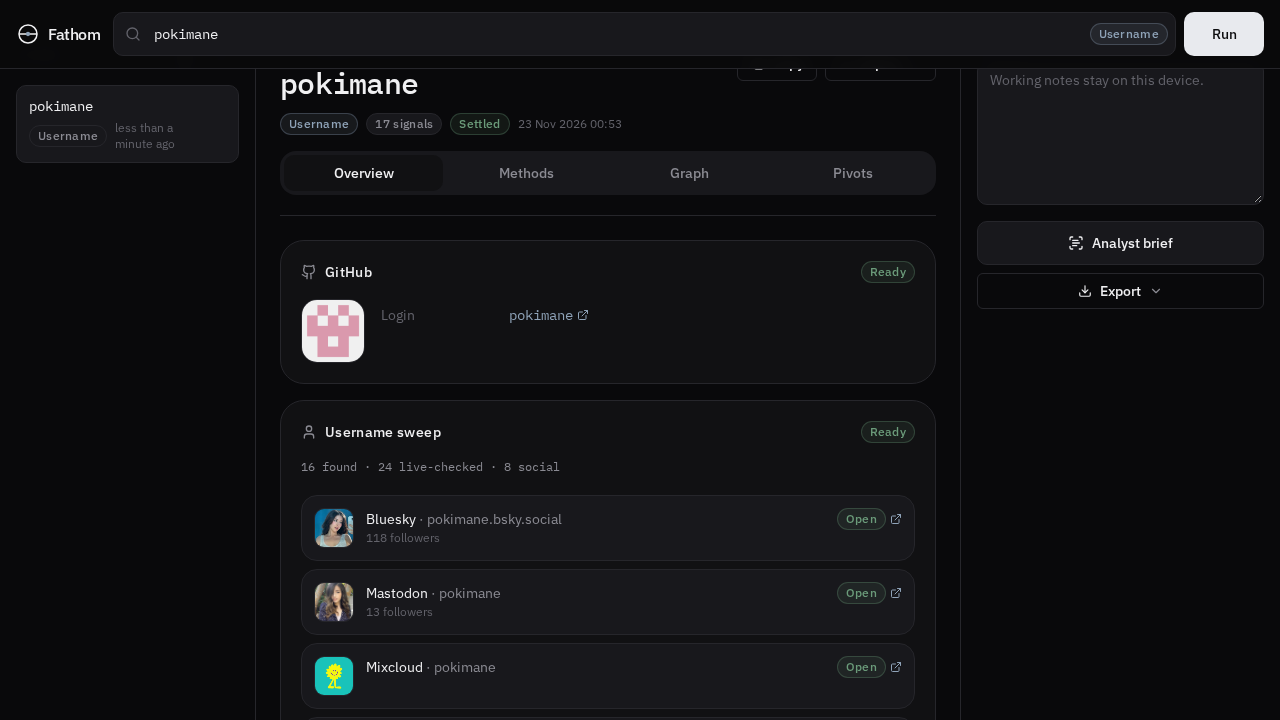 Fathom
pokimane
Username
Run
pokimane
Username
less than a
minute ago
pokimane
Username
17 signals
Settled
23 Nov 2026 00:53
Overview
Methods
Graph
Pivots
GitHub
Ready
Login
pokimane
Username sweep
Ready
16 found · 24 live-checked · 8 social
Bluesky · pokimane.bsky.social
118 followers
Open
Mastodon · pokimane
13 followers
Open
Mixcloud · pokimane
Open
Working notes stay on this device.
Analyst brief
Export